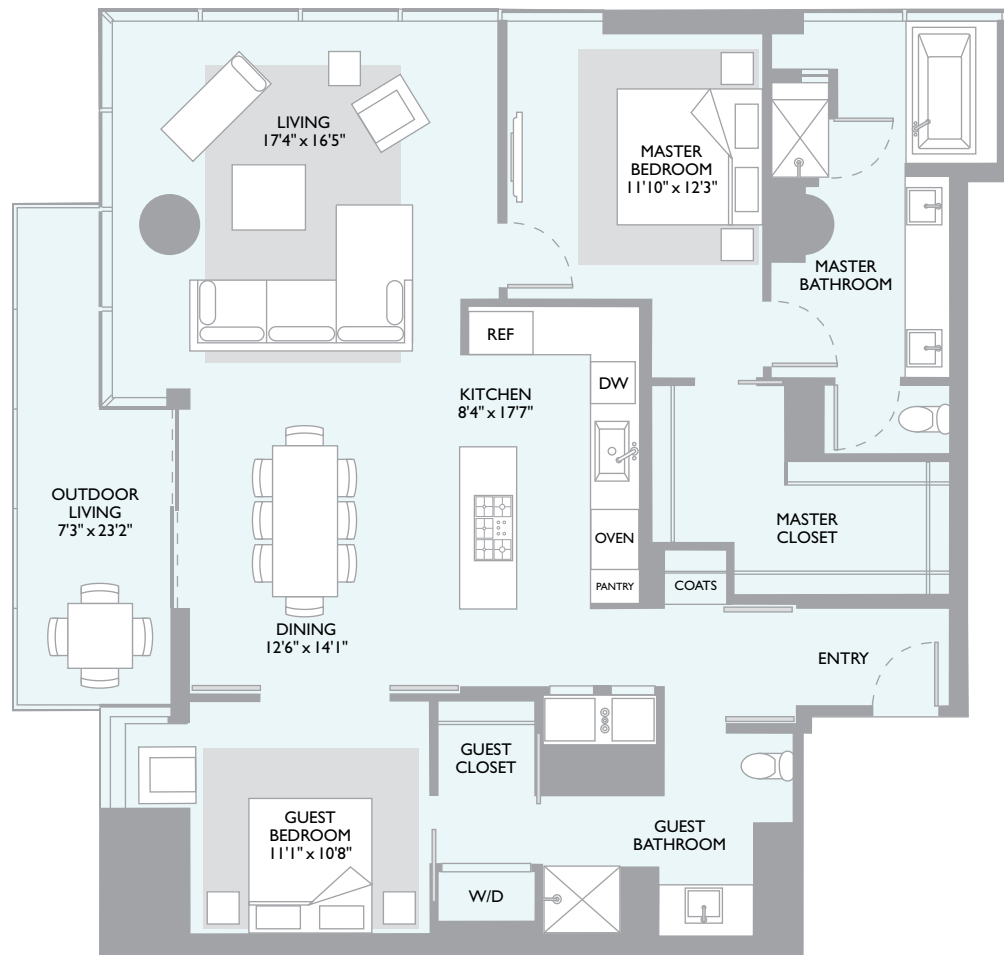 LIVING
17'4" x 16'5"
MASTER
BEDROOM
11'10" x 12'3"
MASTER
BATHROOM
REF
DW
KITCHEN
8'4" x 17'7"
OUTDOOR
LIVING
7'3" x 23'2"
MASTER
CLOSET
OVEN
PANTRY
COATS
DINING
12'6" x 14'1"
ENTRY
GUEST
CLOSET
GUEST
BEDROOM
11'1" x 10'8"
GUEST
BATHROOM
W/D